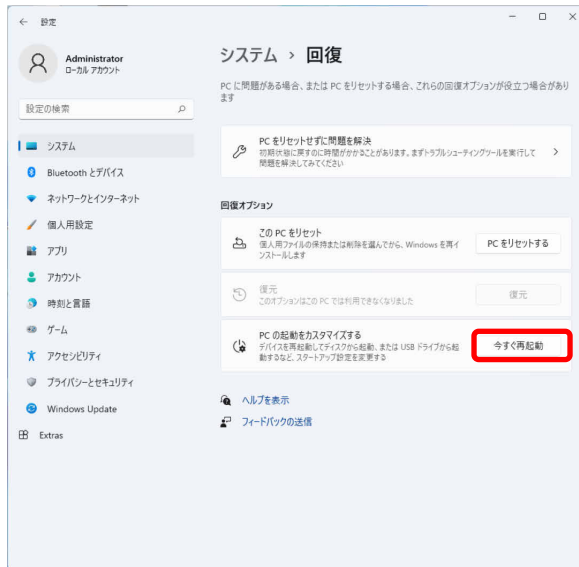 設定
Administrator
ローカル アカウント
設定の検索
システム
Bluetooth とデバイス
ネットワークとインターネット
個人用設定
アプリ
アカウント
時刻と言語
ゲーム
アクセシビリティ
プライバシーとセキュリティ
Windows Update
Extras
システム › 回復
PC に問題がある場合、または PC をリセットする場合、これらの回復オプションが役立つ場合があり
ます
PC をリセットせずに問題を解決
初期状態に戻すのに時間がかかることがあります。まずトラブルシューティングツールを実行して
問題を解決してみてください
回復オプション
この PC をリセット
個人用ファイルの保持または削除を選んでから、Windows を再イ
ンストールします
PC をリセットする
復元
このオプションはこの PC では利用できなくなりました
復元
PC の起動をカスタマイズする
デバイスを再起動してディスクから起動、または USB ドライブから起
動するなど、スタートアップ設定を変更する
今すぐ再起動
ヘルプを表示
フィードバックの送信